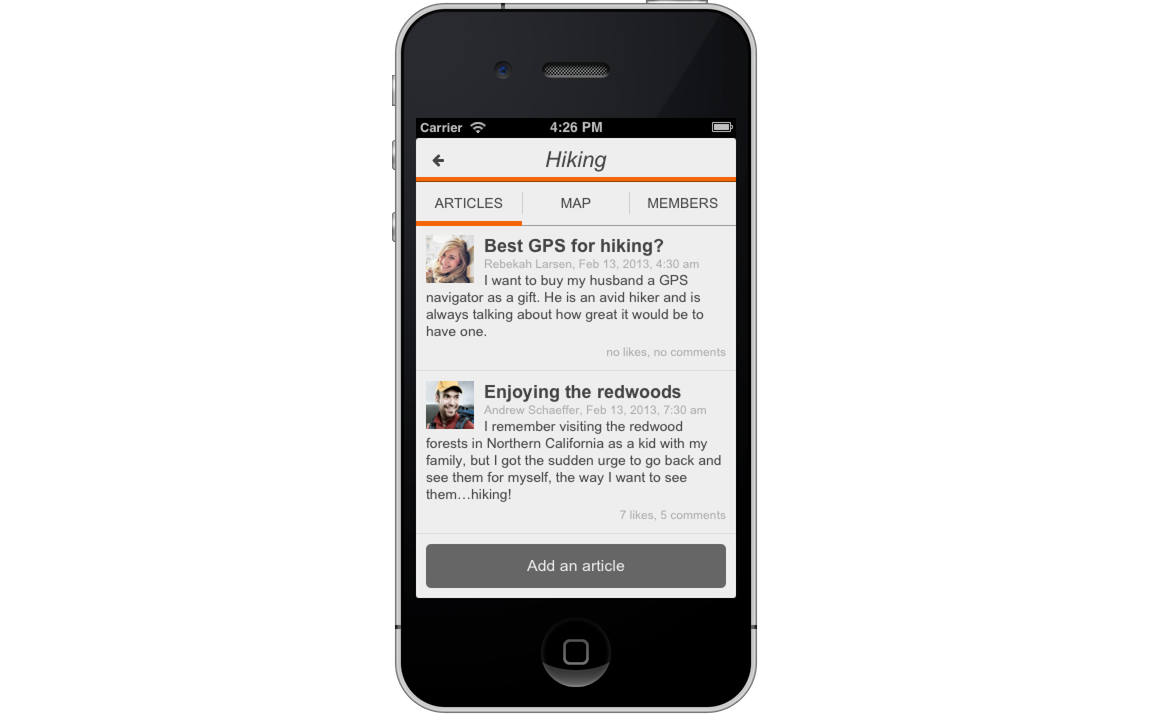 Carrier 4:26 PM
Hiking
ARTICLES MAP MEMBERS
Best GPS for hiking?
Rebekah Larsen, Feb 13, 2013, 4:30 am
I want to buy my husband a GPS
navigator as a gift. He is an avid hiker and is
always talking about how great it would be to
have one.
no likes, no comments
Enjoying the redwoods
Andrew Schaeffer, Feb 13, 2013, 7:30 am
I remember visiting the redwood
forests in Northern California as a kid with my
family, but I got the sudden urge to go back and
see them for myself, the way I want to see
them…hiking!
7 likes, 5 comments
Add an article